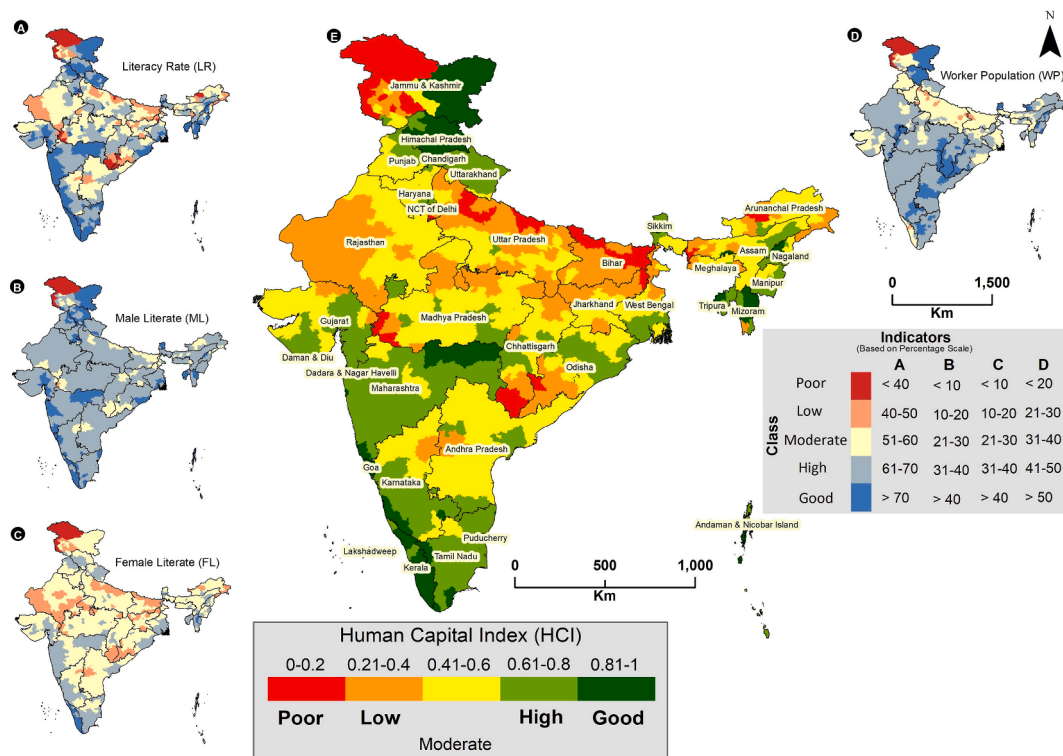 A
Literacy Rate (LR)
B
Male Literate (ML)
C
Female Literate (FL)
E
Jammu & Kashmir
Himachal Pradesh
Punjab
Chandigarh
Uttarakhand
Haryana
NCT of Delhi
Rajasthan
Uttar Pradesh
Bihar
Sikkim
Arunanchal Pradesh
Assam
Nagaland
Meghalaya
Manipur
Tripura
Mizoram
Jharkhand
West Bengal
Gujarat
Madhya Pradesh
Chhattisgarh
Daman & Diu
Dadara & Nagar Havelli
Odisha
Maharashtra
Andhra Pradesh
Goa
Karnataka
Puducherry
Lakshadweep
Tamil Nadu
Kerala
Andaman & Nicobar Island
0 500 1,000
Km
Human Capital Index (HCI)
0-0.2 0.21-0.4 0.41-0.6 0.61-0.8 0.81-1
Poor Low High Good
Moderate
D
N
Worker Population (WP)
0 1,500
Km
Indicators
(Based on Percentage Scale)
A B C D
Class
Poor < 40 < 10 < 10 < 20
Low 40-50 10-20 10-20 21-30
Moderate 51-60 21-30 21-30 31-40
High 61-70 31-40 31-40 41-50
Good > 70 > 40 > 40 > 50